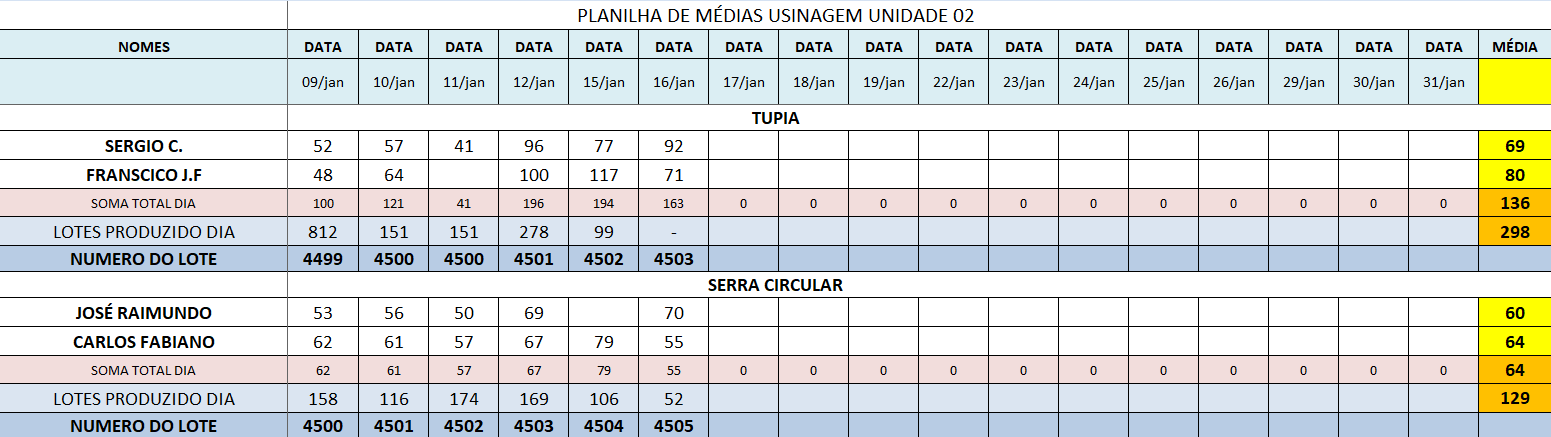 PLANILHA DE MÉDIAS USINAGEM UNIDADE 02
NOMES DATA DATA DATA DATA DATA DATA DATA DATA DATA DATA DATA DATA DATA DATA DATA DATA DATA MÉDIA
09/jan 10/jan 11/jan 12/jan 15/jan 16/jan 17/jan 18/jan 19/jan 22/jan 23/jan 24/jan 25/jan 26/jan 29/jan 30/jan 31/jan
TUPIA
SERGIO C. 52 57 41 96 77 92 69
FRANSCICO J.F 48 64 100 117 71 80
SOMA TOTAL DIA 100 121 41 196 194 163 0 0 0 0 0 0 0 0 0 0 0 136
LOTES PRODUZIDO DIA 812 151 151 278 99 - 298
NUMERO DO LOTE 4499 4500 4500 4501 4502 4503
SERRA CIRCULAR
JOSÉ RAIMUNDO 53 56 50 69 70 60
CARLOS FABIANO 62 61 57 67 79 55 64
SOMA TOTAL DIA 62 61 57 67 79 55 0 0 0 0 0 0 0 0 0 0 0 64
LOTES PRODUZIDO DIA 158 116 174 169 106 52 129
NUMERO DO LOTE 4500 4501 4502 4503 4504 4505